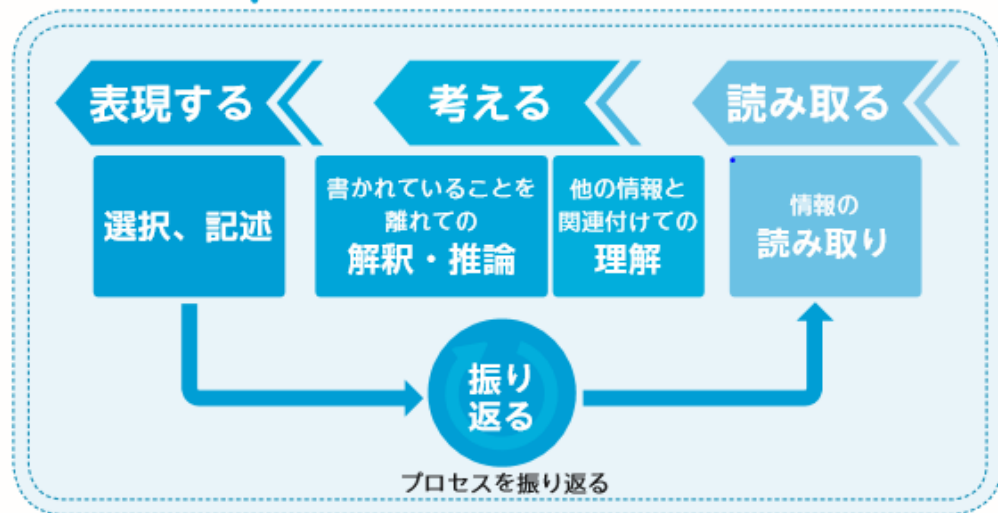 表現する
考える
読み取る
選択、記述
書かれていることを
離れての
解釈・推論
他の情報と
関連付けての
理解
情報の
読み取り
振り
返る
プロセスを振り返る